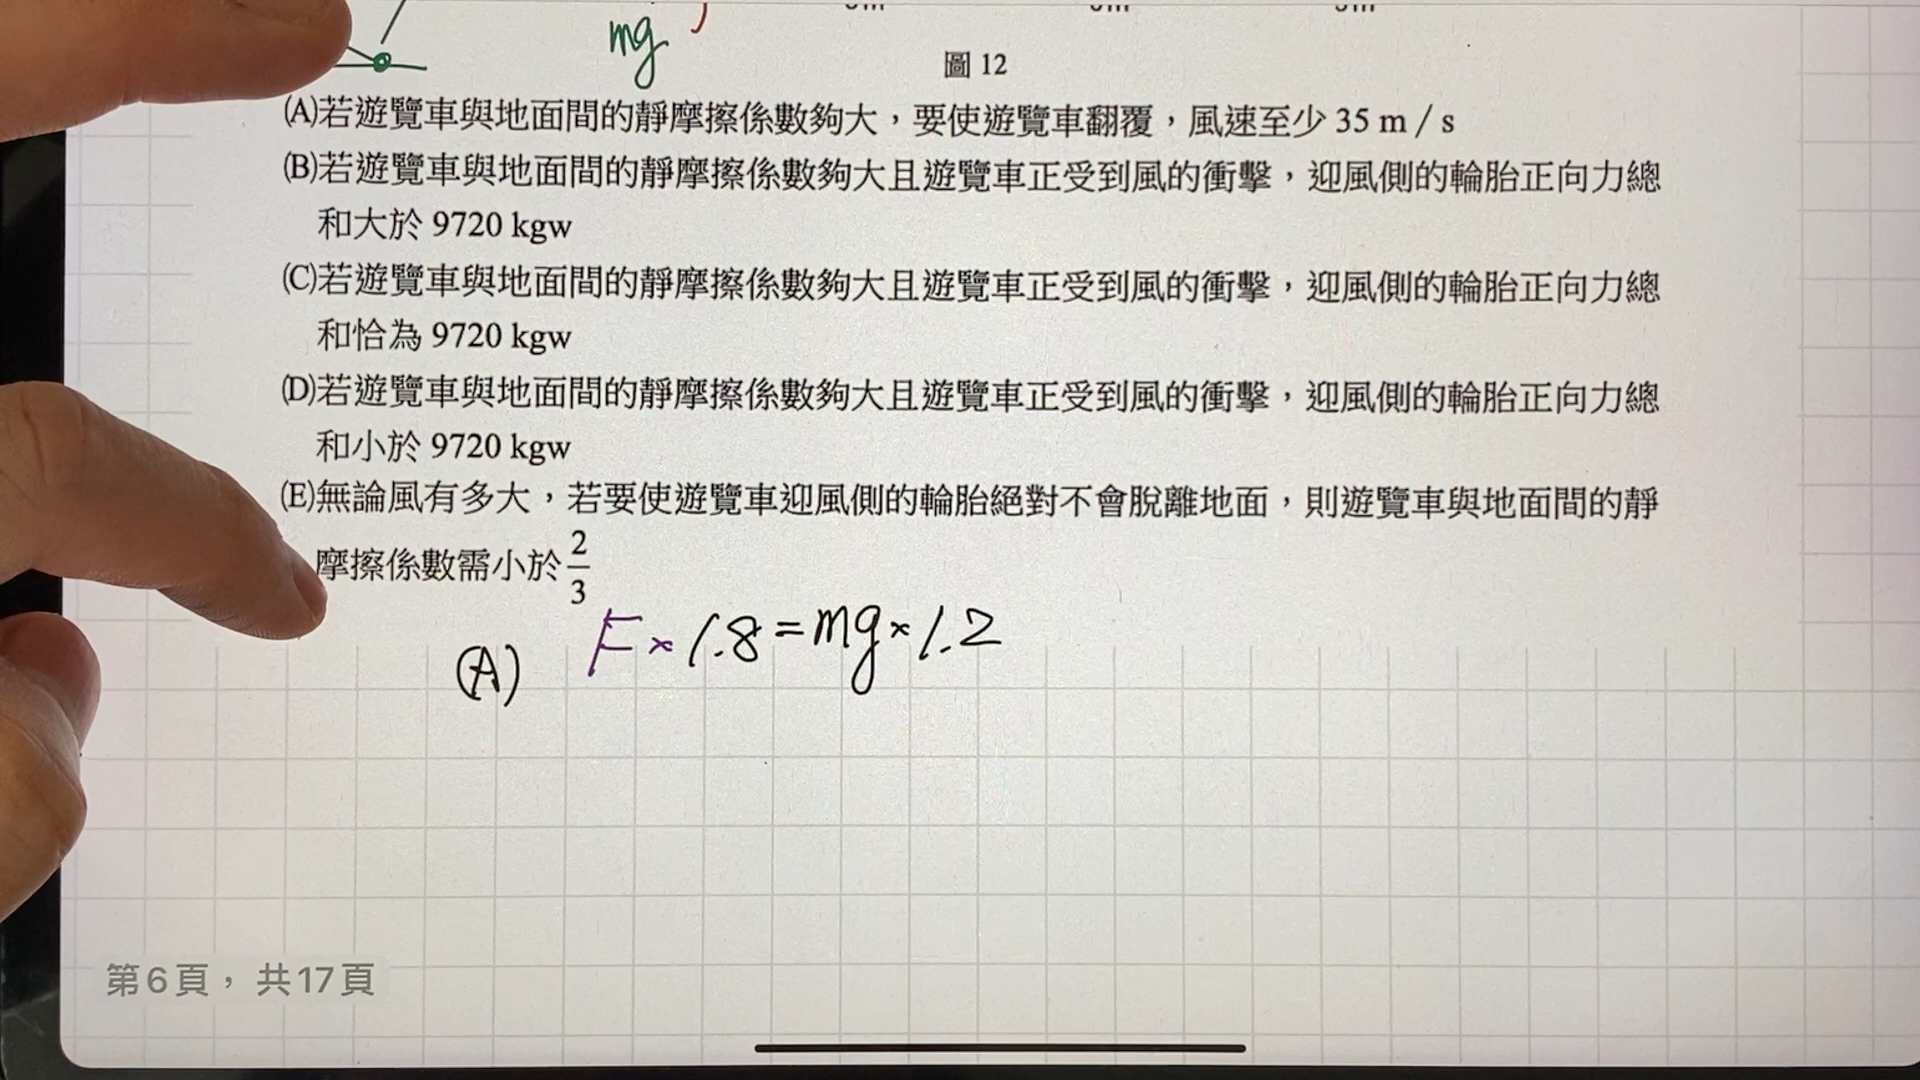 mg
圖 12
(A)若遊覽車與地面間的靜摩擦係數夠大，要使遊覽車翻覆，風速至少 35 m / s
(B)若遊覽車與地面間的靜摩擦係數夠大且遊覽車正受到風的衝擊，迎風側的輪胎正向力總
和大於 9720 kgw
(C)若遊覽車與地面間的靜摩擦係數夠大且遊覽車正受到風的衝擊，迎風側的輪胎正向力總
和恰為 9720 kgw
(D)若遊覽車與地面間的靜摩擦係數夠大且遊覽車正受到風的衝擊，迎風側的輪胎正向力總
和小於 9720 kgw
(E)無論風有多大，若要使遊覽車迎風側的輪胎絕對不會脫離地面，則遊覽車與地面間的靜
摩擦係數需小於 2/3
(A) F × 1.8 = mg × 1.2
第6頁，共17頁